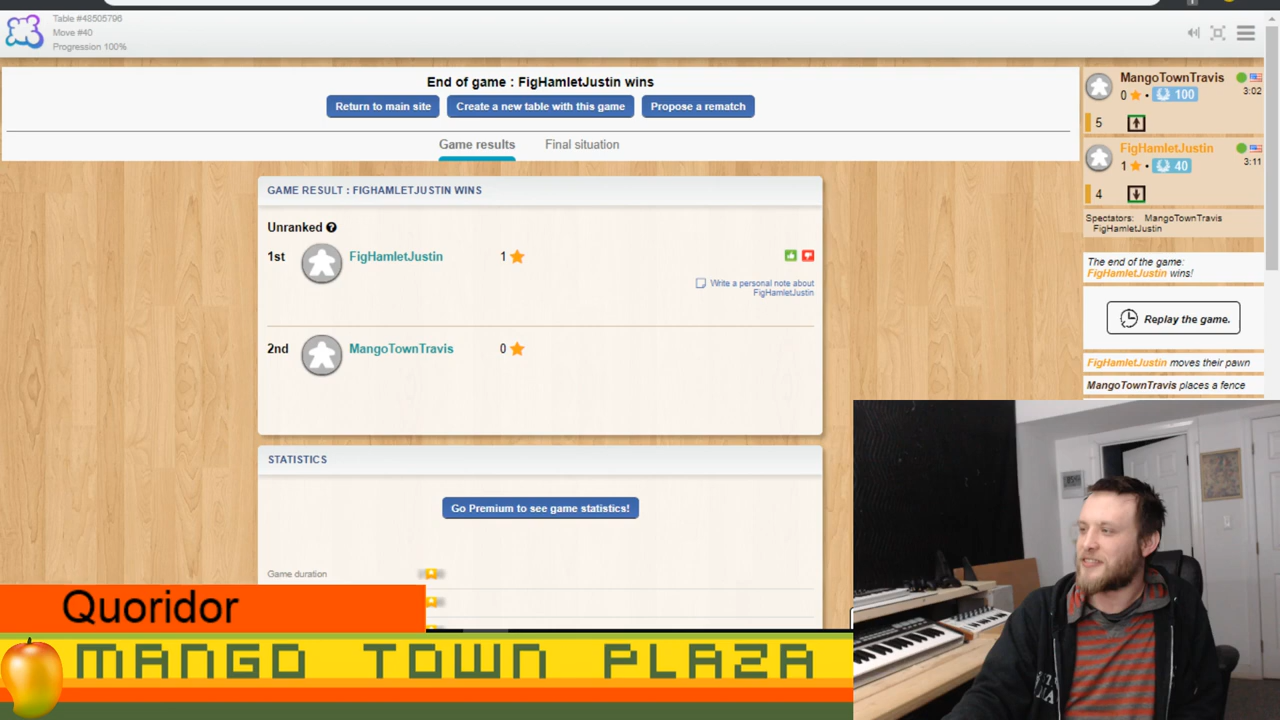 Table #48505796
Move #40
Progression 100%
End of game : FigHamletJustin wins
Return to main site
Create a new table with this game
Propose a rematch
Game results
Final situation
GAME RESULT : FIGHAMLETJUSTIN WINS
Unranked
1st FigHamletJustin 1
Write a personal note about
FigHamletJustin
2nd MangoTownTravis 0
STATISTICS
Go Premium to see game statistics!
Game duration
MangoTownTravis
0 • 100 3:02
5
FigHamletJustin
1 • 40 3:11
4
Spectators: MangoTownTravis
FigHamletJustin
The end of the game:
FigHamletJustin wins!
Replay the game.
FigHamletJustin moves their pawn
MangoTownTravis places a fence
Quoridor
MANGO TOWN PLAZA